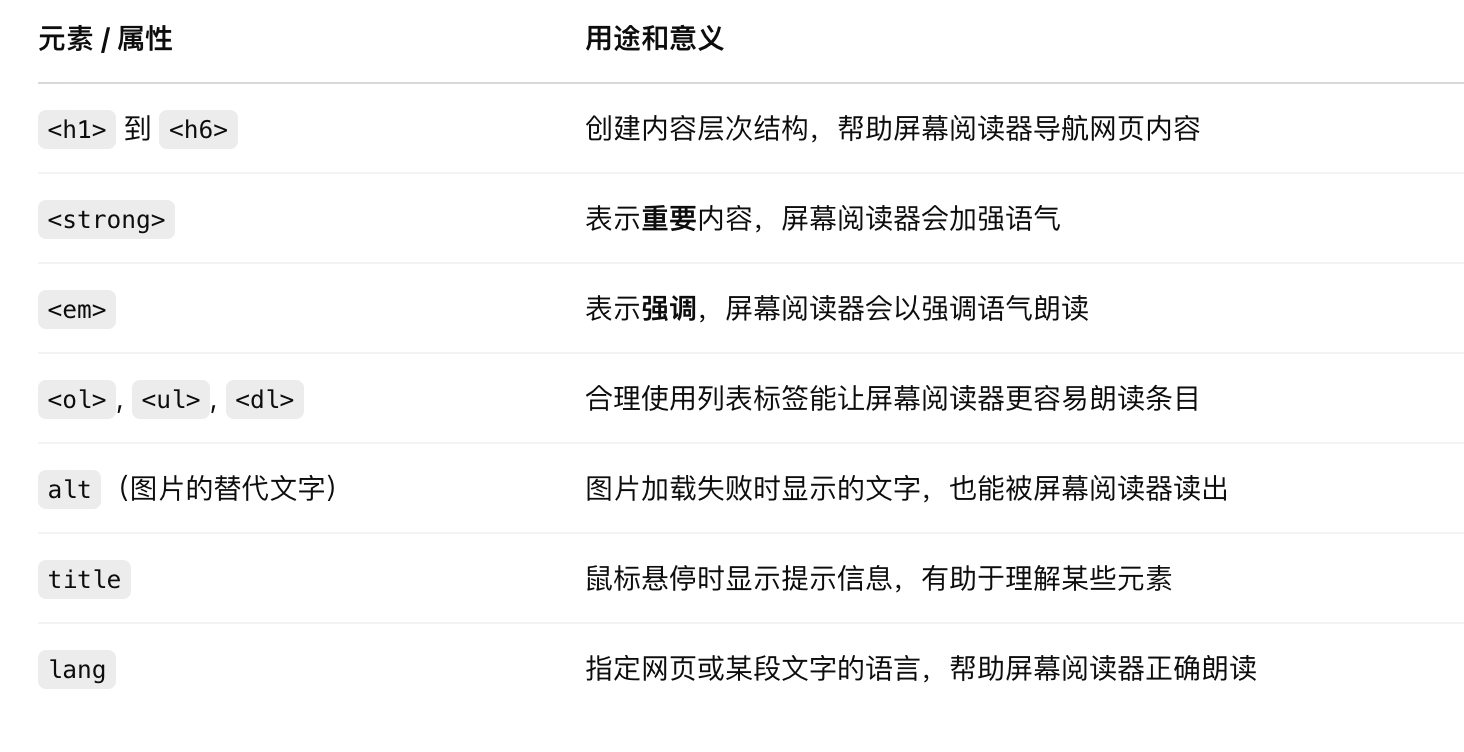 元素 / 属性 用途和意义
<h1> 到 <h6> 创建内容层次结构，帮助屏幕阅读器导航网页内容
<strong> 表示重要内容，屏幕阅读器会加强语气
<em> 表示强调，屏幕阅读器会以强调语气朗读
<ol>, <ul>, <dl> 合理使用列表标签能让屏幕阅读器更容易朗读条目
alt（图片的替代文字） 图片加载失败时显示的文字，也能被屏幕阅读器读出
title 鼠标悬停时显示提示信息，有助于理解某些元素
lang 指定网页或某段文字的语言，帮助屏幕阅读器正确朗读